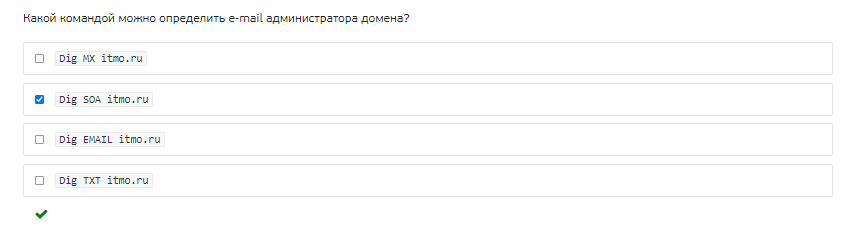 Какой командой можно определить e-mail администратора домена?
Dig MX itmo.ru
Dig SOA itmo.ru
Dig EMAIL itmo.ru
Dig TXT itmo.ru